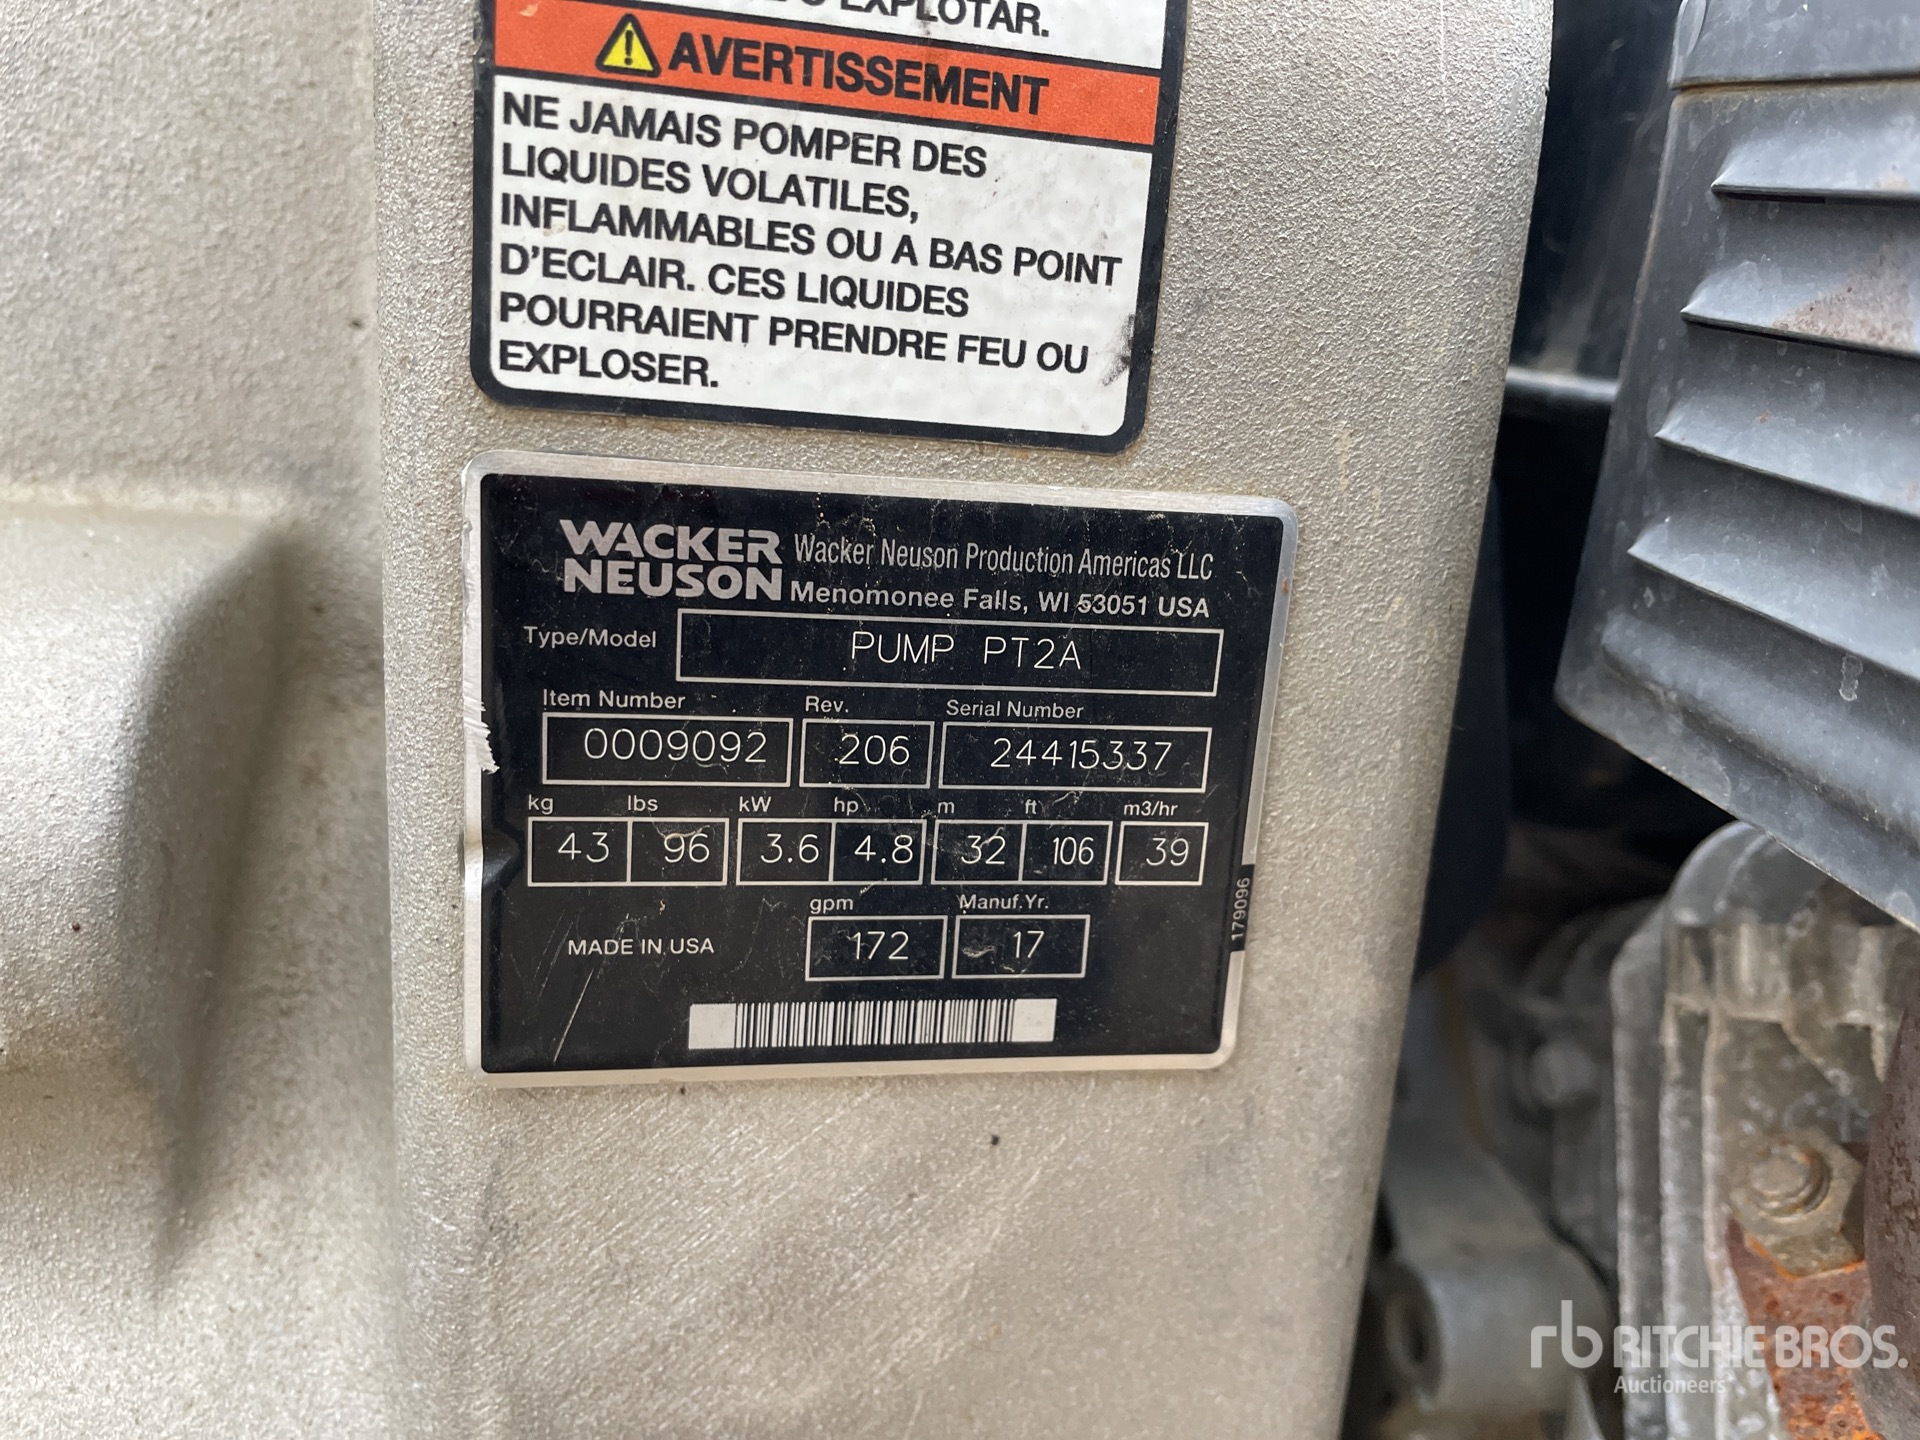 EXPLOTAR.
AVERTISSEMENT
NE JAMAIS POMPER DES
LIQUIDES VOLATILES,
INFLAMMABLES OU A BAS POINT
D'ECLAIR. CES LIQUIDES
POURRAIENT PRENDRE FEU OU
EXPLOSER.
WACKER
NEUSON
Wacker Neuson Production Americas LLC
Menomonee Falls, WI 53051 USA
Type/Model PUMP PT2A
Item Number Rev. Serial Number
0009092 206 24415337
kg lbs kW hp m ft m3/hr
43 96 3.6 4.8 32 106 39
gpm Manuf.Yr.
MADE IN USA 172 17
179096
rb RITCHIE BROS.
Auctioneers